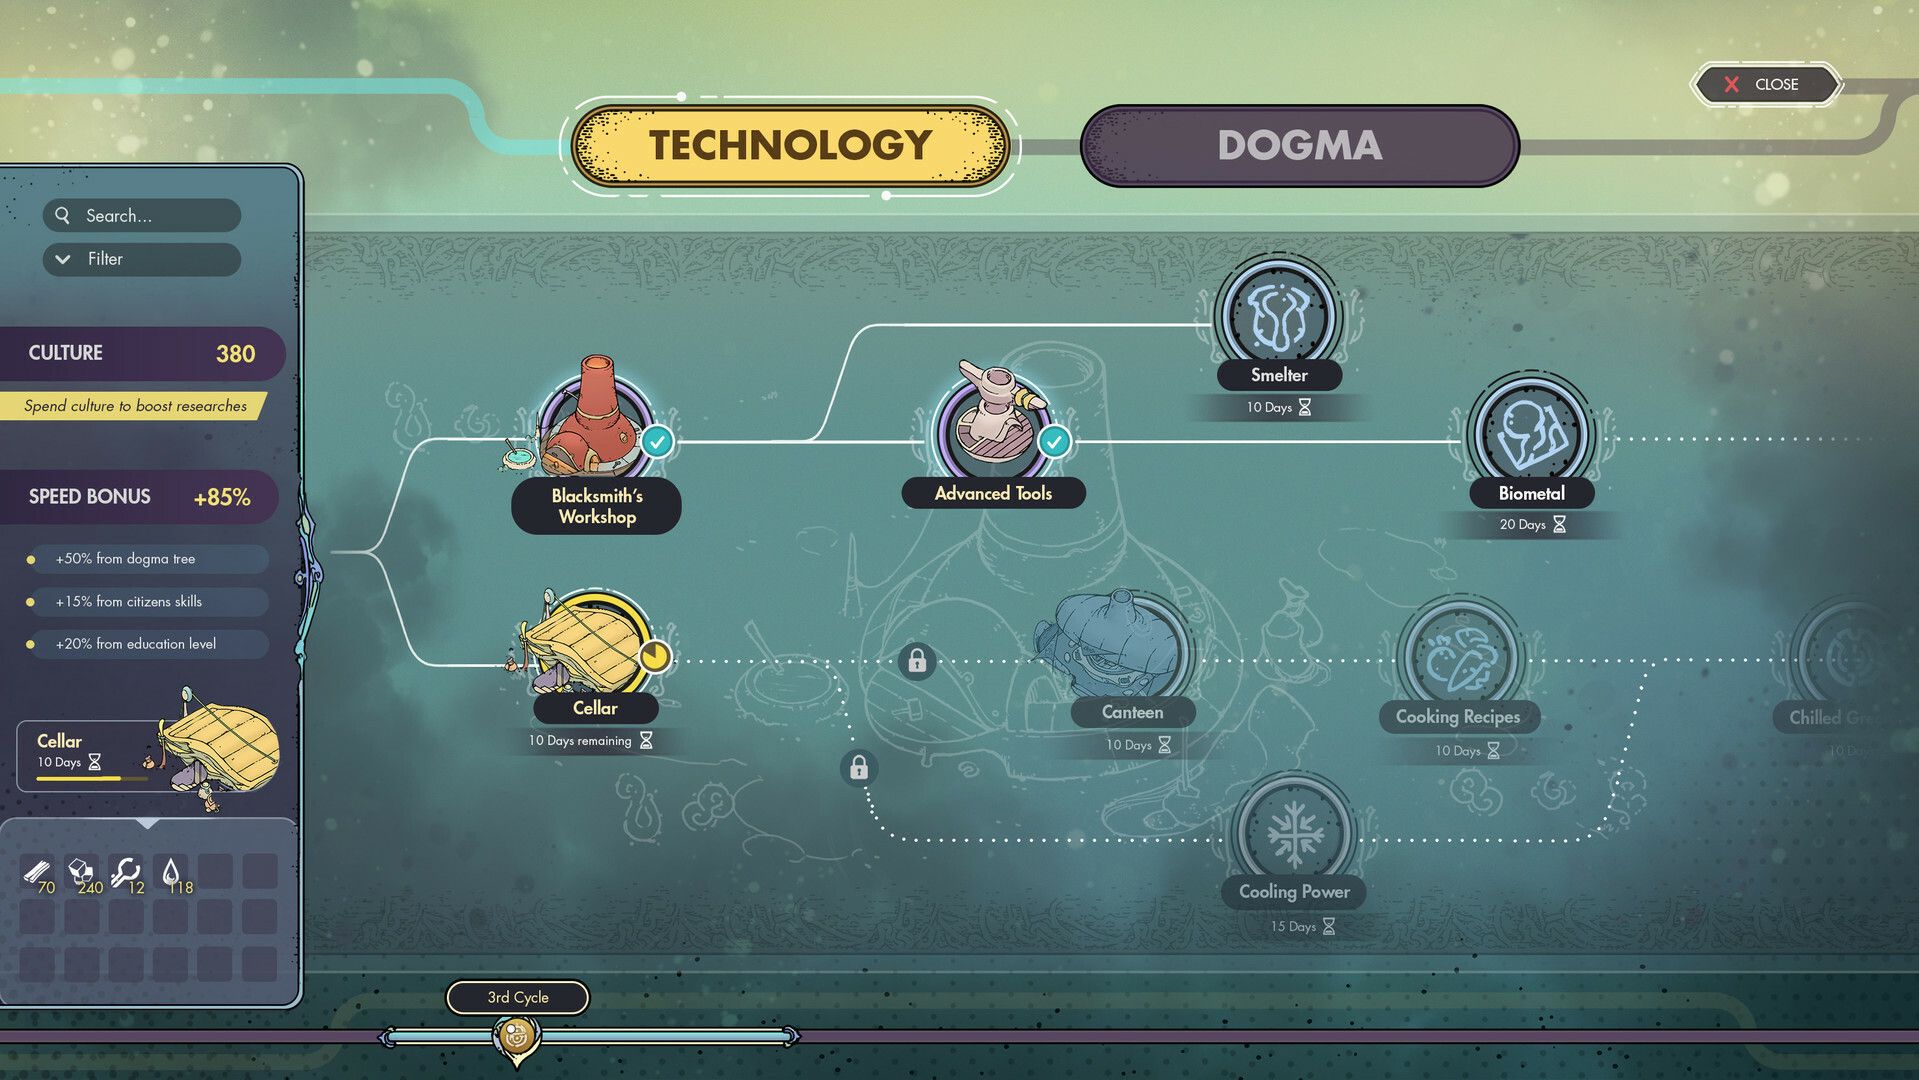 CLOSE
TECHNOLOGY
DOGMA
Search...
Filter
CULTURE 380
Spend culture to boost researches
SPEED BONUS +85%
+50% from dogma tree
+15% from citizens skills
+20% from education level
Cellar
10 Days
70 240 12 118
Smelter
10 Days
Blacksmith's
Workshop
Advanced Tools
Biometal
20 Days
Cellar
10 Days remaining
Canteen
10 Days
Cooking Recipes
10 Days
Chilled
10 Days
Cooling Power
15 Days
3rd Cycle